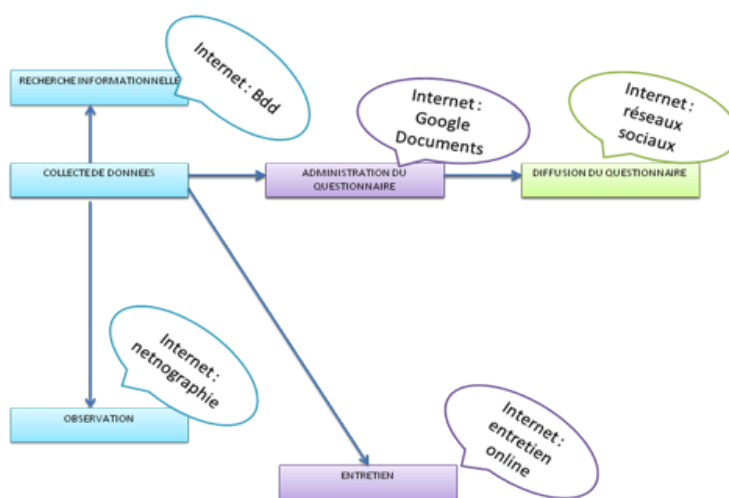 RECHERCHE INFORMATIONNELLE
Internet : Bdd
Internet :
Google
Documents
Internet :
réseaux
sociaux
COLLECTE DE DONNEES
ADMINISTRATION DU
QUESTIONNAIRE
DIFFUSION DU QUESTIONNAIRE
Internet :
netnographie
OBSERVATION
Internet :
entretien
online
ENTRETIEN